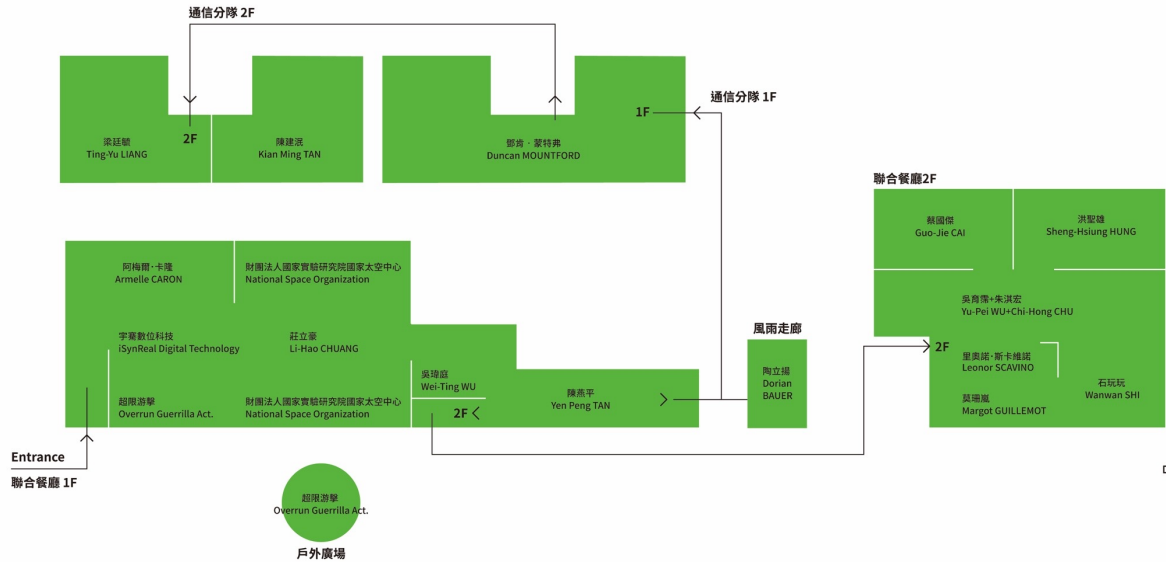 通信分隊 2F
梁廷毓
Ting-Yu LIANG
2F
陳建泯
Kian Ming TAN
鄧肯‧蒙特弗
Duncan MOUNTFORD
1F
通信分隊 1F
聯合餐廳2F
蔡國傑
Guo-Jie CAI
洪聖雄
Sheng-Hsiung HUNG
吳育霈+朱淇宏
Yu-Pei WU+Chi-Hong CHU
2F
里奧諾‧斯卡維諾
Leonor SCAVINO
莫珊嵐
Margot GUILLEMOT
石玩玩
Wanwan SHI
阿梅爾‧卡隆
Armelle CARON
財團法人國家實驗研究院國家太空中心
National Space Organization
宇蕎數位科技
iSynReal Digital Technology
莊立豪
Li-Hao CHUANG
超限游擊
Overrun Guerrilla Act.
財團法人國家實驗研究院國家太空中心
National Space Organization
吳瑋庭
Wei-Ting WU
2F
陳燕平
Yen Peng TAN
風雨走廊
陶立揚
Dorian
BAUER
Entrance
聯合餐廳 1F
超限游擊
Overrun Guerrilla Act.
戶外廣場